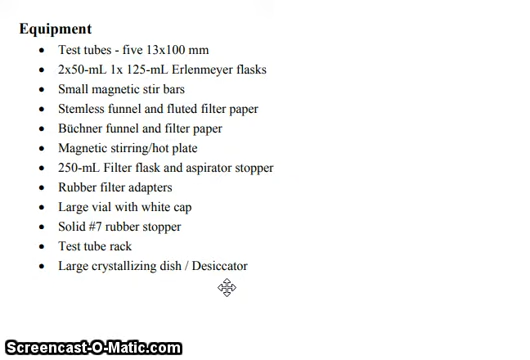 Equipment
• Test tubes - five 13x100 mm
• 2x50-mL 1x 125-mL Erlenmeyer flasks
• Small magnetic stir bars
• Stemless funnel and fluted filter paper
• Büchner funnel and filter paper
• Magnetic stirring/hot plate
• 250-mL Filter flask and aspirator stopper
• Rubber filter adapters
• Large vial with white cap
• Solid #7 rubber stopper
• Test tube rack
• Large crystallizing dish / Desiccator
Screencast-O-Matic.com